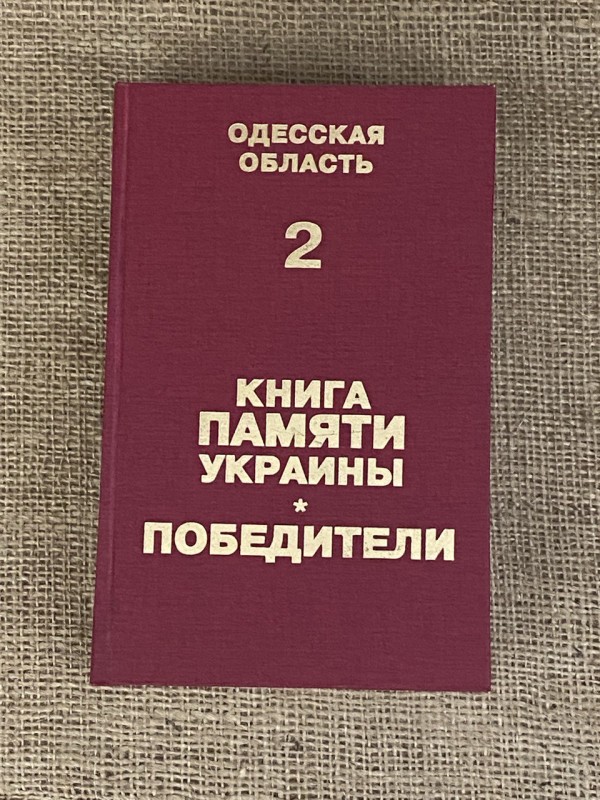 ОДЕССКАЯ
ОБЛАСТЬ
2
КНИГА
ПАМЯТИ
УКРАИНЫ
*
ПОБЕДИТЕЛИ